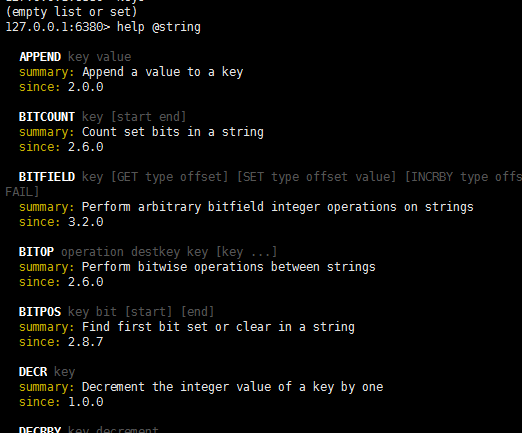 (empty list or set)
127.0.0.1:6380> help @string
APPEND key value
summary: Append a value to a key
since: 2.0.0
BITCOUNT key [start end]
summary: Count set bits in a string
since: 2.6.0
BITFIELD key [GET type offset] [SET type offset value] [INCRBY type offs
FAIL]
summary: Perform arbitrary bitfield integer operations on strings
since: 3.2.0
BITOP operation destkey key [key ...]
summary: Perform bitwise operations between strings
since: 2.6.0
BITPOS key bit [start] [end]
summary: Find first bit set or clear in a string
since: 2.8.7
DECR key
summary: Decrement the integer value of a key by one
since: 1.0.0
DECRBY key decrement